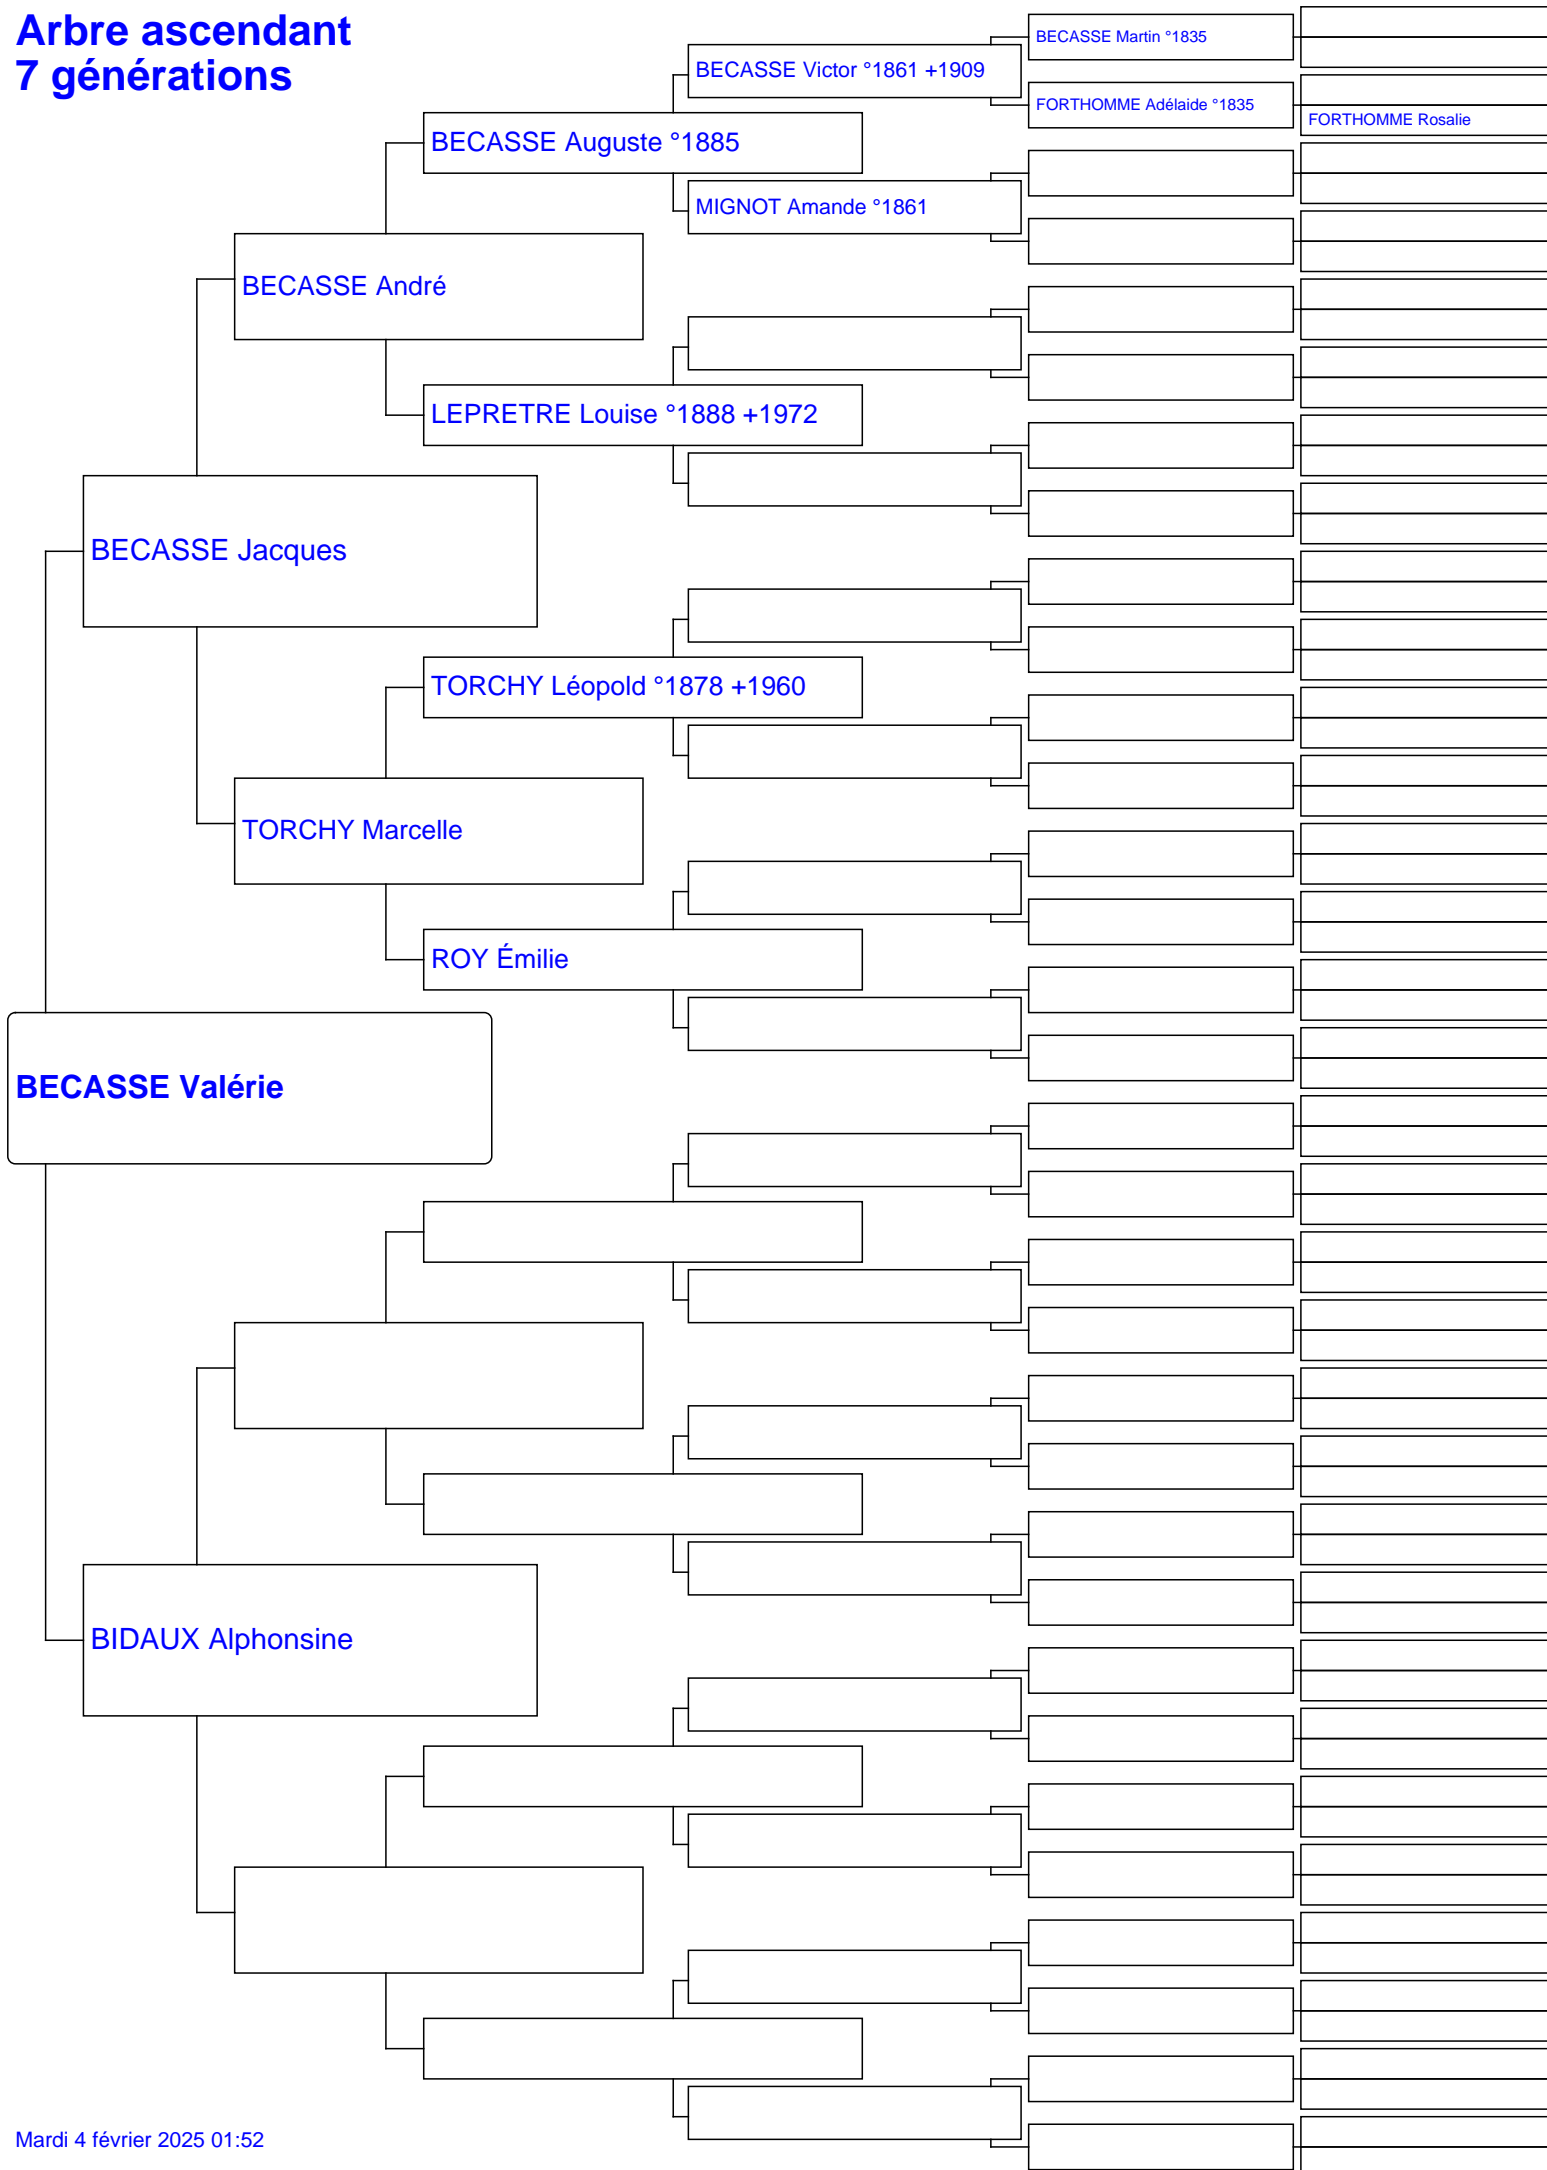 Arbre ascendant
7 générations
BECASSE Martin °1835
BECASSE Victor °1861 +1909
FORTHOMME Adélaide °1835
FORTHOMME Rosalie
BECASSE Auguste °1885
MIGNOT Amande °1861
BECASSE André
LEPRETRE Louise °1888 +1972
BECASSE Jacques
TORCHY Léopold °1878 +1960
TORCHY Marcelle
ROY Émilie
BECASSE Valérie
BIDAUX Alphonsine
Mardi 4 février 2025 01:52